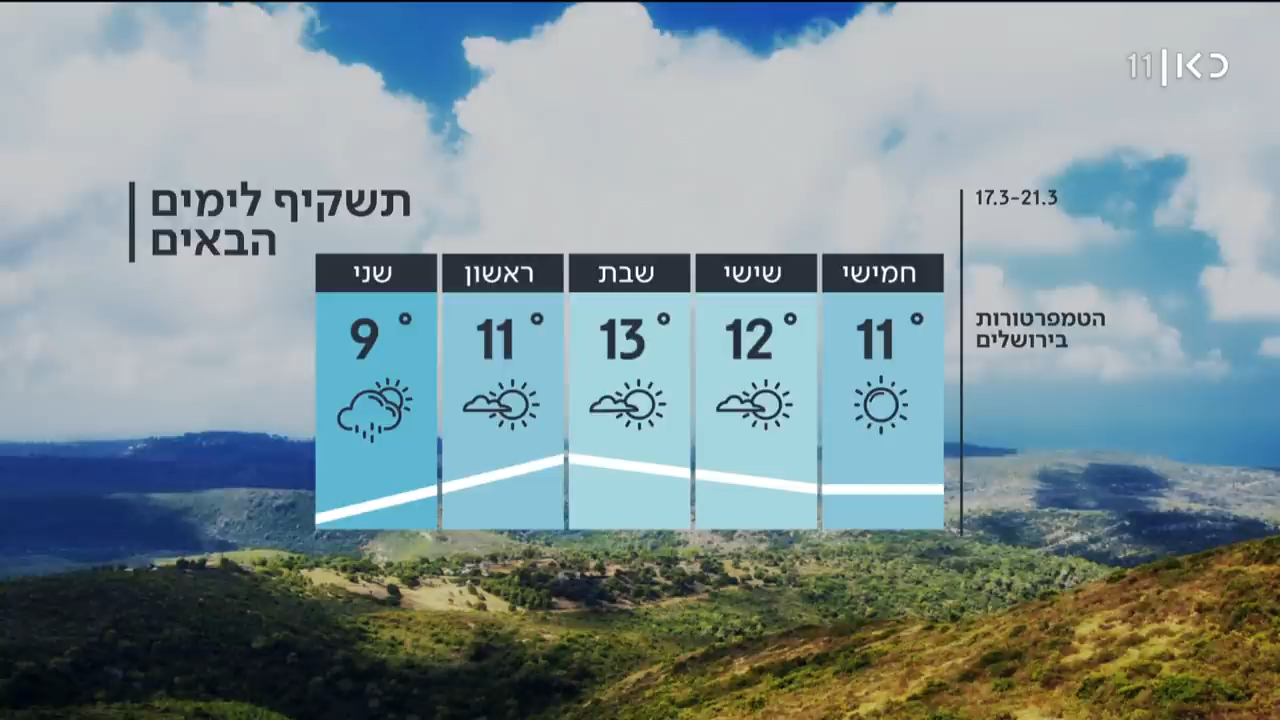 כאן 11
תשקיף לימים
הבאים
17.3-21.3
הטמפרטורות
בירושלים
חמישי
11°
שישי
12°
שבת
13°
ראשון
11°
שני
9°